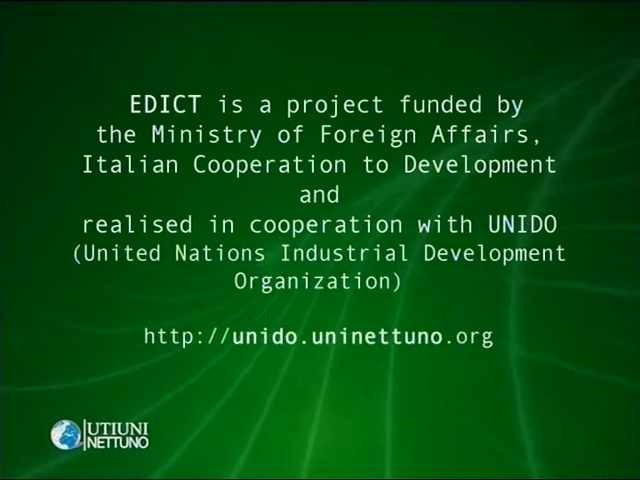 EDICT is a project funded by
the Ministry of Foreign Affairs,
Italian Cooperation to Development
and
realised in cooperation with UNIDO
(United Nations Industrial Development
Organization)
http://unido.uninettuno.org
UTIUNI
NETTUNO